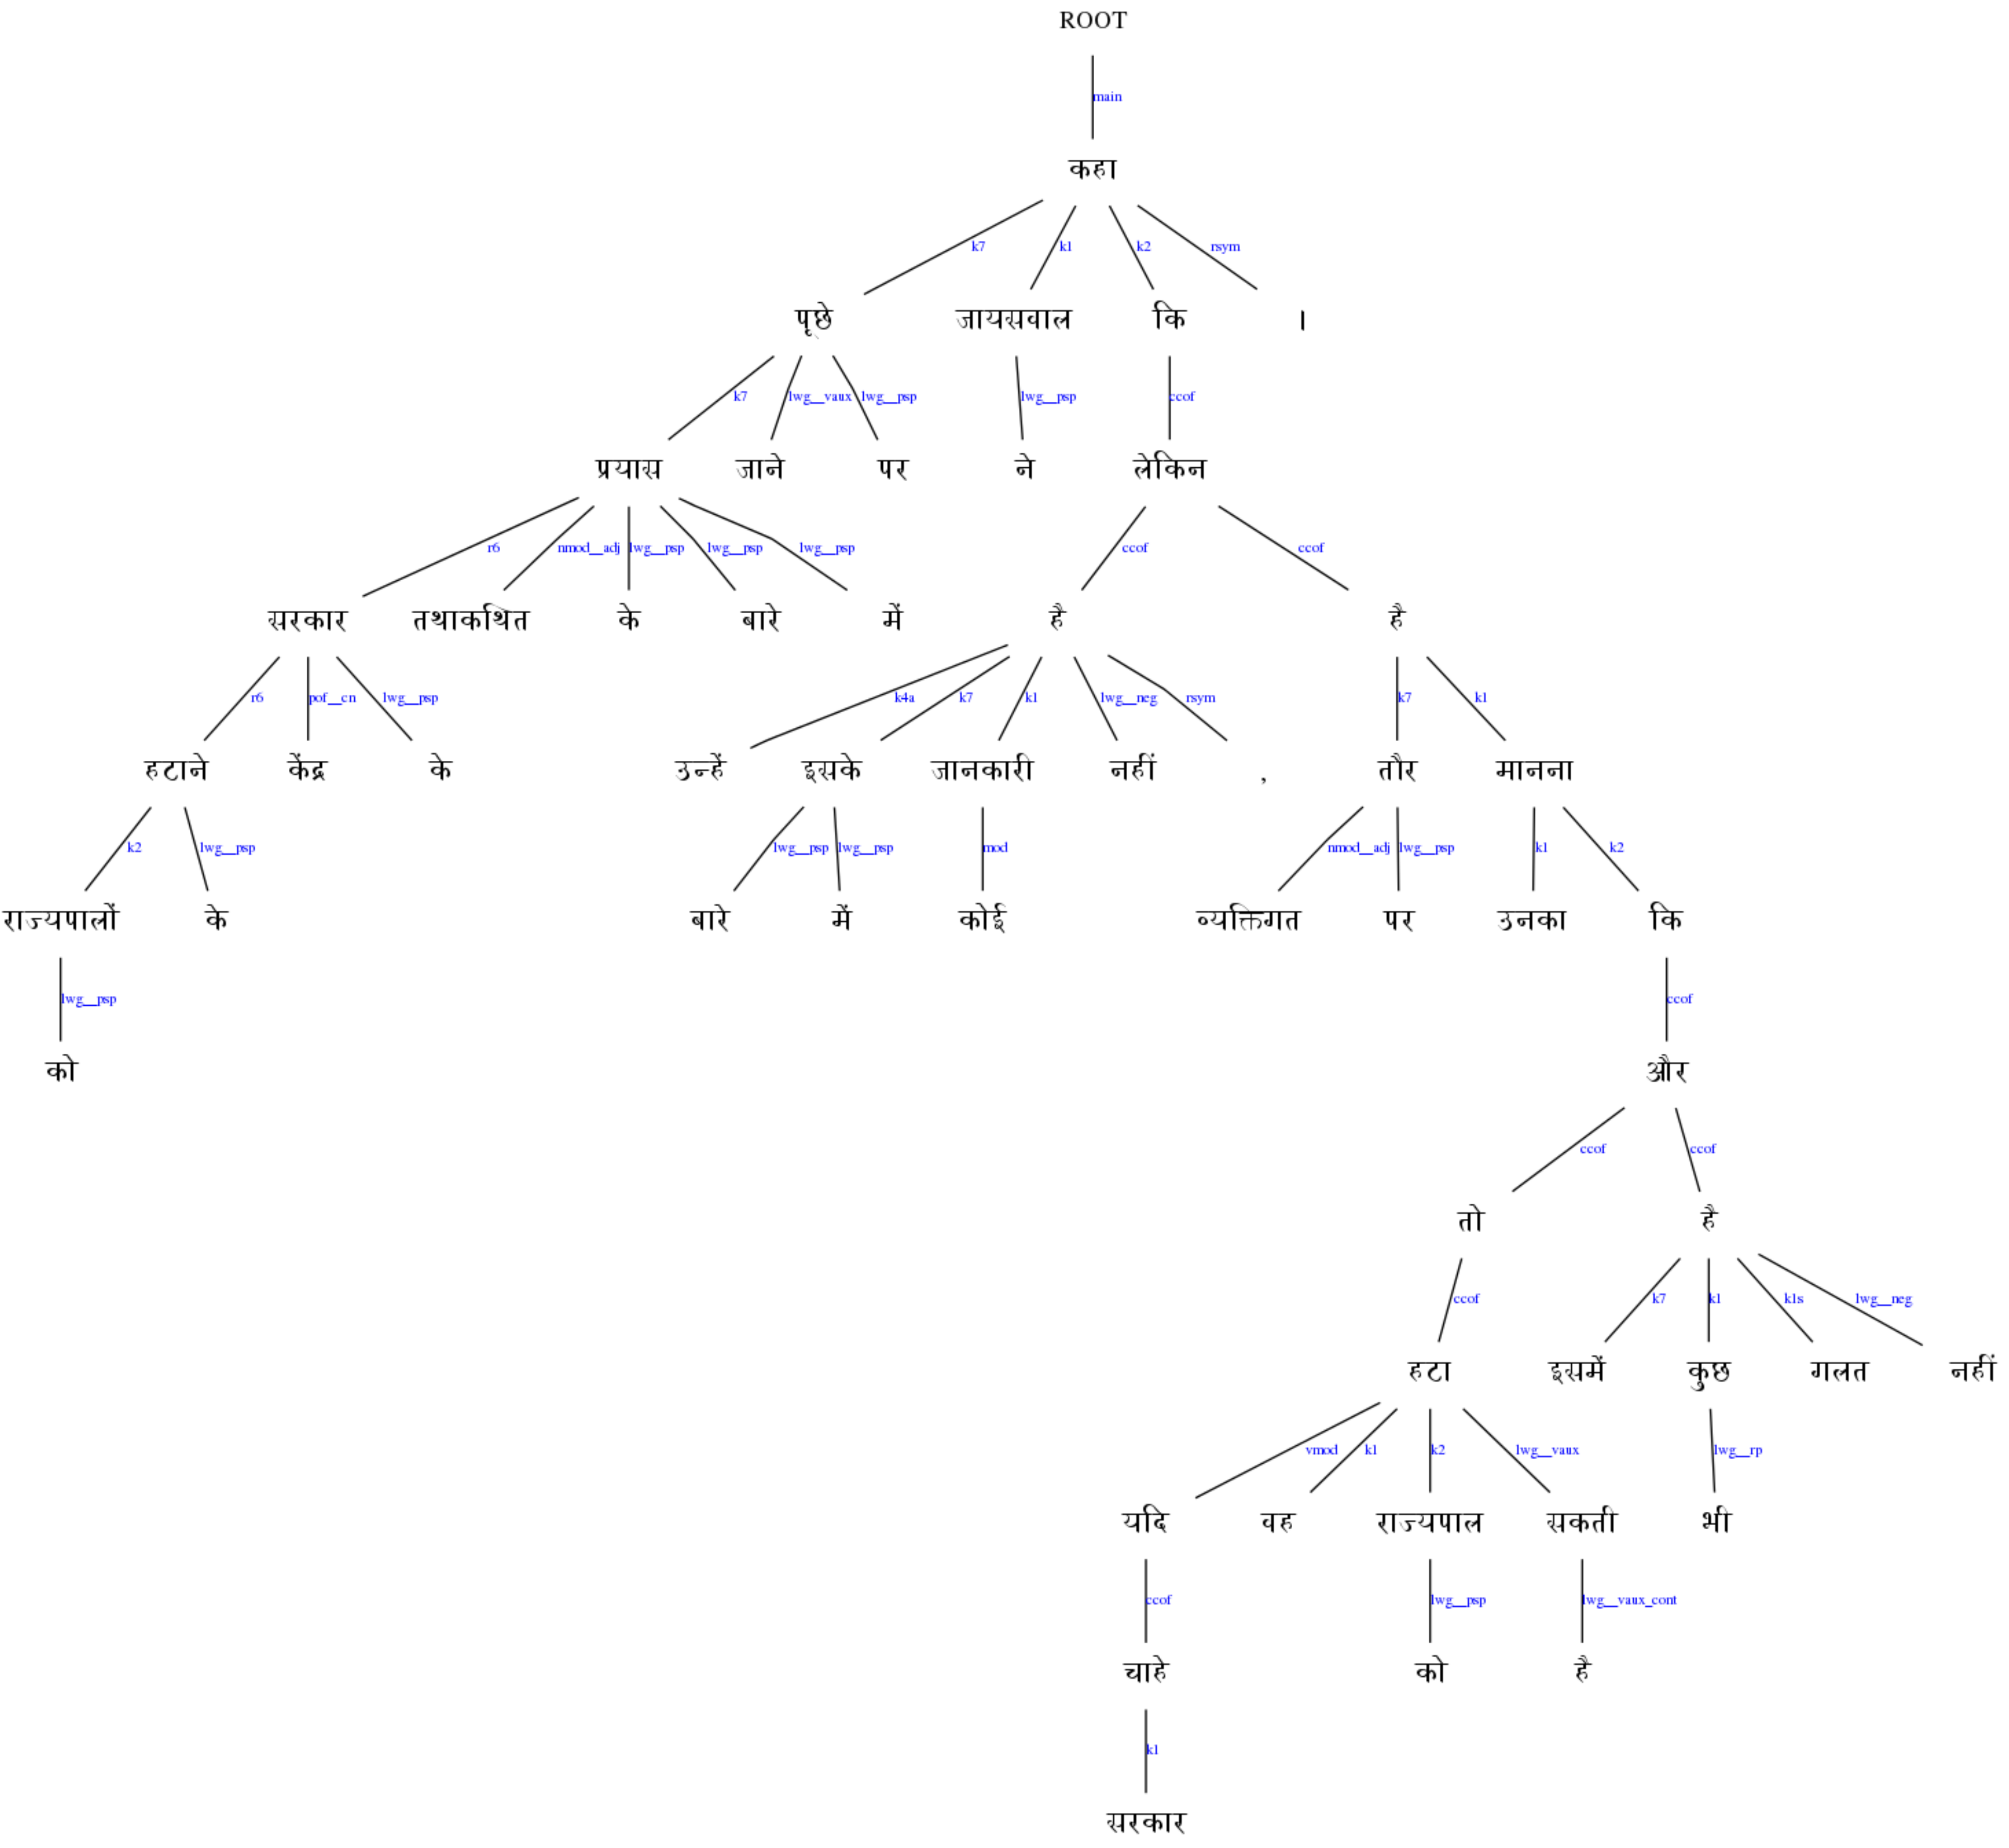 ROOT
main
कहा
k7 k1 k2 rsym
पूछे जायसवाल कि ।
k7 lwg__vaux lwg__psp lwg__psp ccof
प्रयास जाने पर ने लेकिन
r6 nmod__adj lwg__psp lwg__psp lwg__psp ccof ccof
सरकार तथाकथित के बारे में है है
r6 pof__cn lwg__psp k4a k7 k1 lwg__neg rsym k7 k1
हटाने केंद्र के उन्हें इसके जानकारी नहीं , तौर मानना
k2 lwg__psp lwg__psp lwg__psp mod nmod__adj lwg__psp k1 k2
राज्यपालों के बारे में कोई व्यक्तिगत पर उनका कि
lwg__psp ccof
को और
ccof ccof
तो है
ccof k7 k1 k1s lwg__neg
हटा इसमें कुछ गलत नहीं
vmod k1 k2 lwg__vaux lwg__rp
यदि वह राज्यपाल सकती भी
ccof lwg__psp lwg__vaux_cont
चाहे को है
k1
सरकार